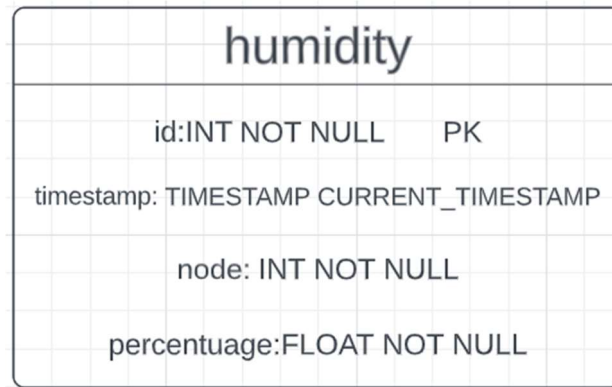 humidity
id:INT NOT NULL PK
timestamp: TIMESTAMP CURRENT_TIMESTAMP
node: INT NOT NULL
percentuage:FLOAT NOT NULL